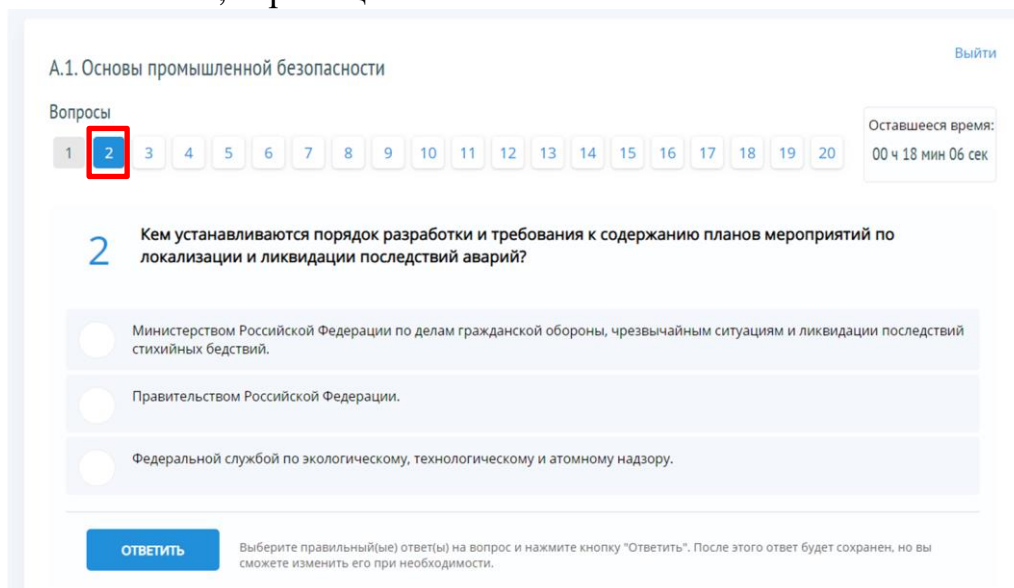 Выйти
А.1. Основы промышленной безопасности
Вопросы
1 2 3 4 5 6 7 8 9 10 11 12 13 14 15 16 17 18 19 20
Оставшееся время:
00 ч 18 мин 06 сек
2
Кем устанавливаются порядок разработки и требования к содержанию планов мероприятий по
локализации и ликвидации последствий аварий?
Министерством Российской Федерации по делам гражданской обороны, чрезвычайным ситуациям и ликвидации последствий
стихийных бедствий.
Правительством Российской Федерации.
Федеральной службой по экологическому, технологическому и атомному надзору.
ОТВЕТИТЬ
Выберите правильный(ые) ответ(ы) на вопрос и нажмите кнопку "Ответить". После этого ответ будет сохранен, но вы
сможете изменить его при необходимости.